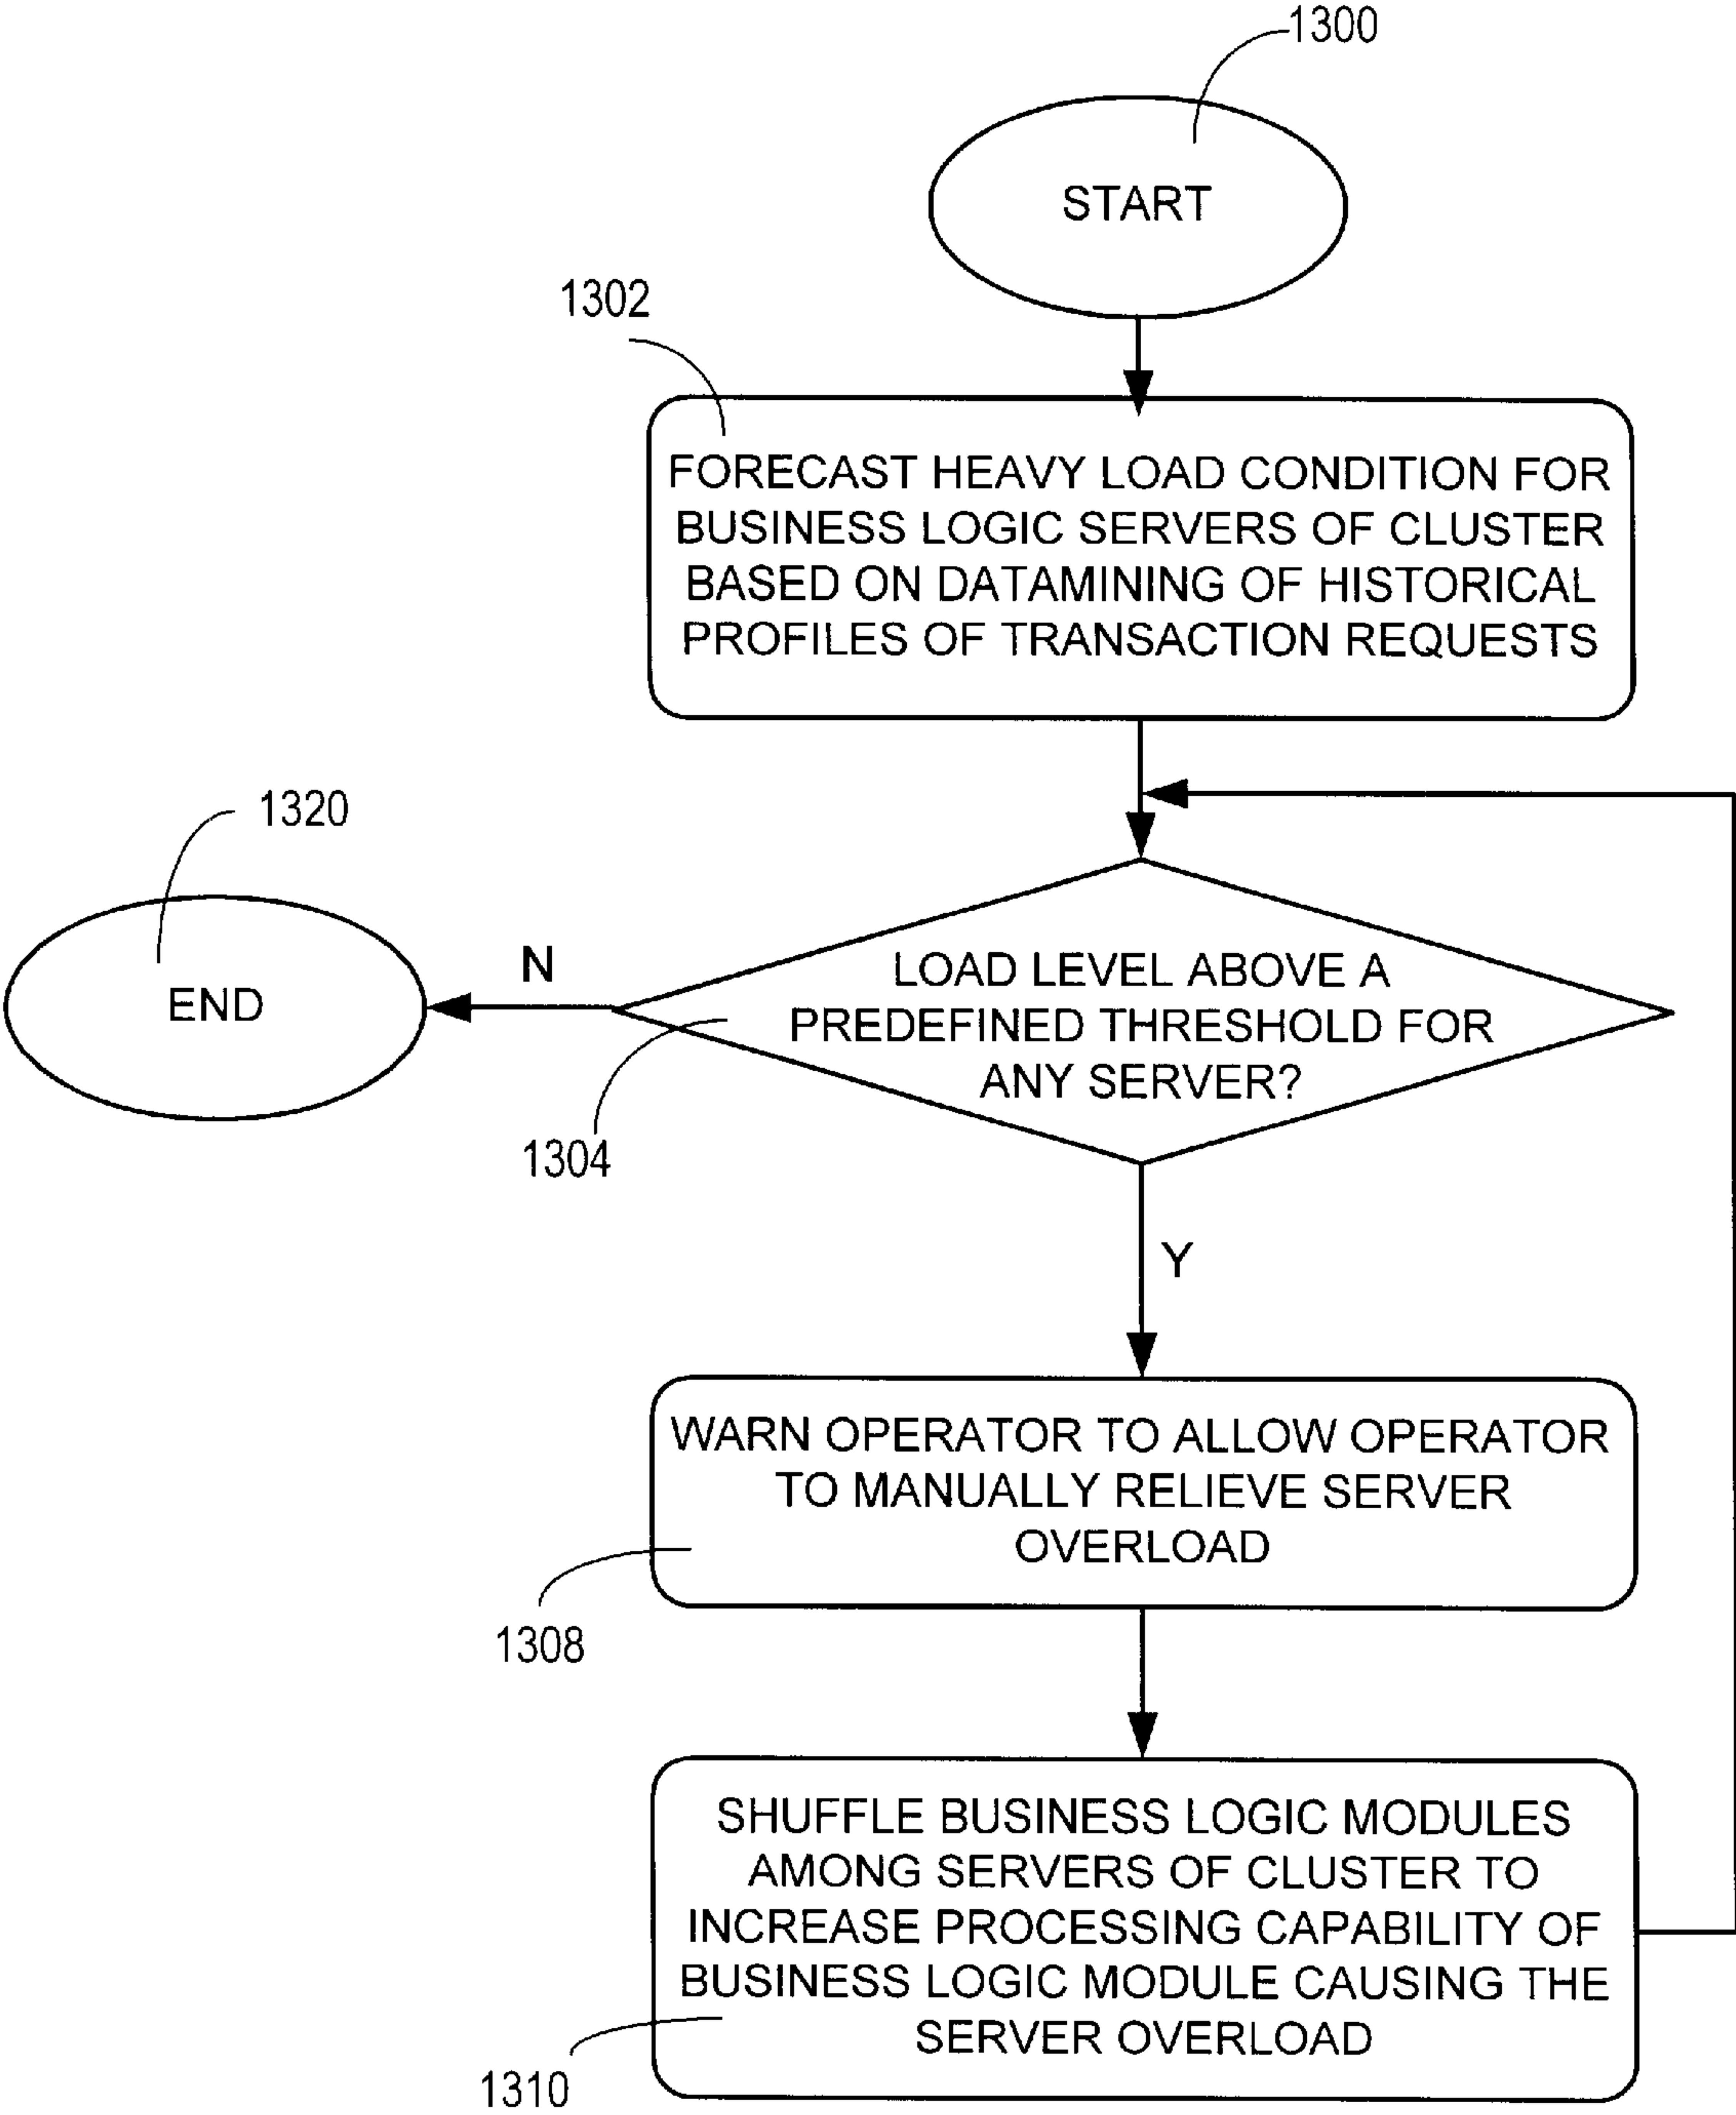 1300
START
1302
FORECAST HEAVY LOAD CONDITION FOR
BUSINESS LOGIC SERVERS OF CLUSTER
BASED ON DATAMINING OF HISTORICAL
PROFILES OF TRANSACTION REQUESTS
1320
END
N
LOAD LEVEL ABOVE A
PREDEFINED THRESHOLD FOR
ANY SERVER?
1304
Y
WARN OPERATOR TO ALLOW OPERATOR
TO MANUALLY RELIEVE SERVER
OVERLOAD
1308
SHUFFLE BUSINESS LOGIC MODULES
AMONG SERVERS OF CLUSTER TO
INCREASE PROCESSING CAPABILITY OF
BUSINESS LOGIC MODULE CAUSING THE
SERVER OVERLOAD
1310